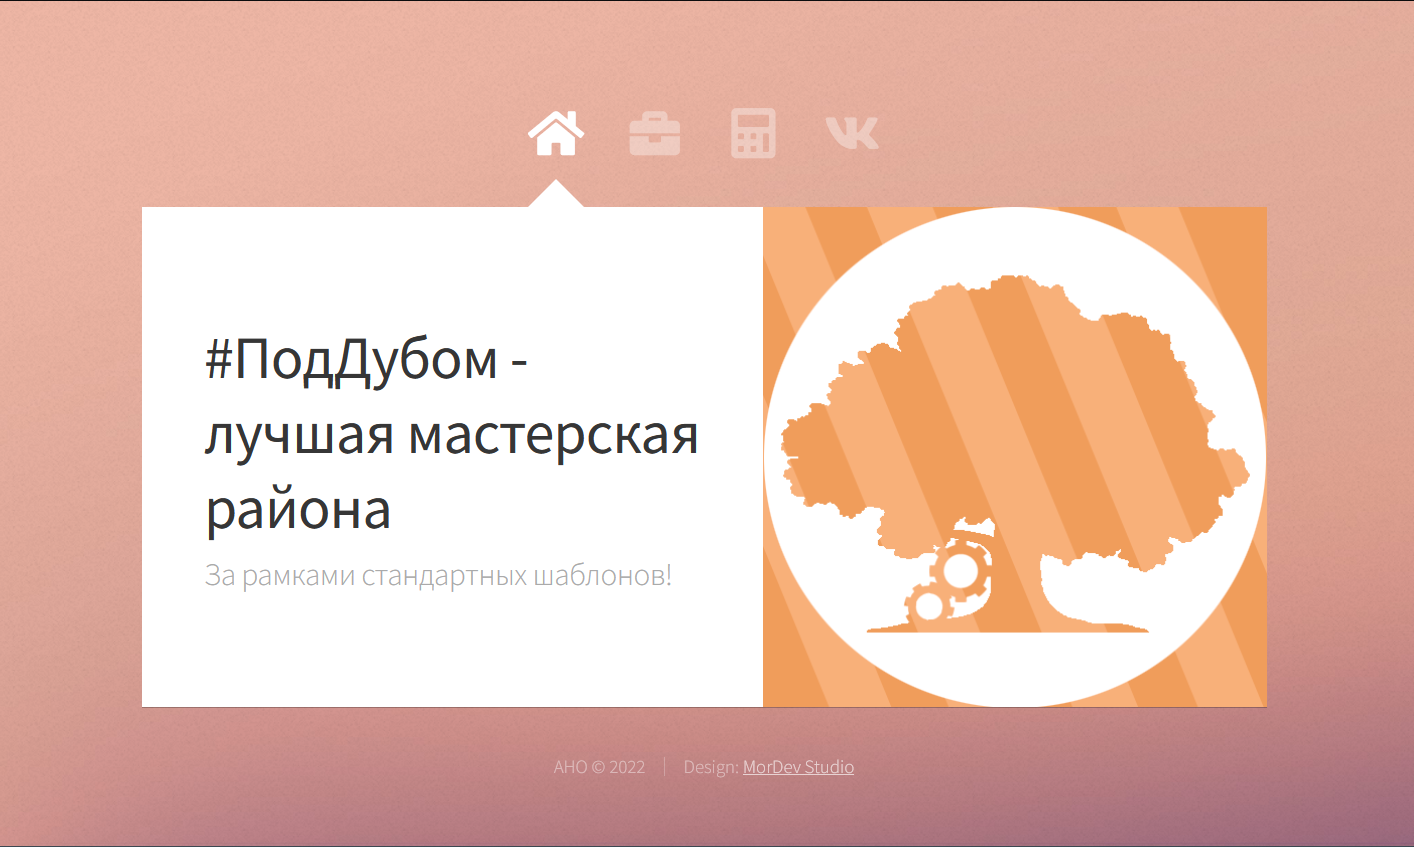 #ПодДубом -
лучшая мастерская
района
За рамками стандартных шаблонов!
АНО © 2022 Design: MorDev Studio